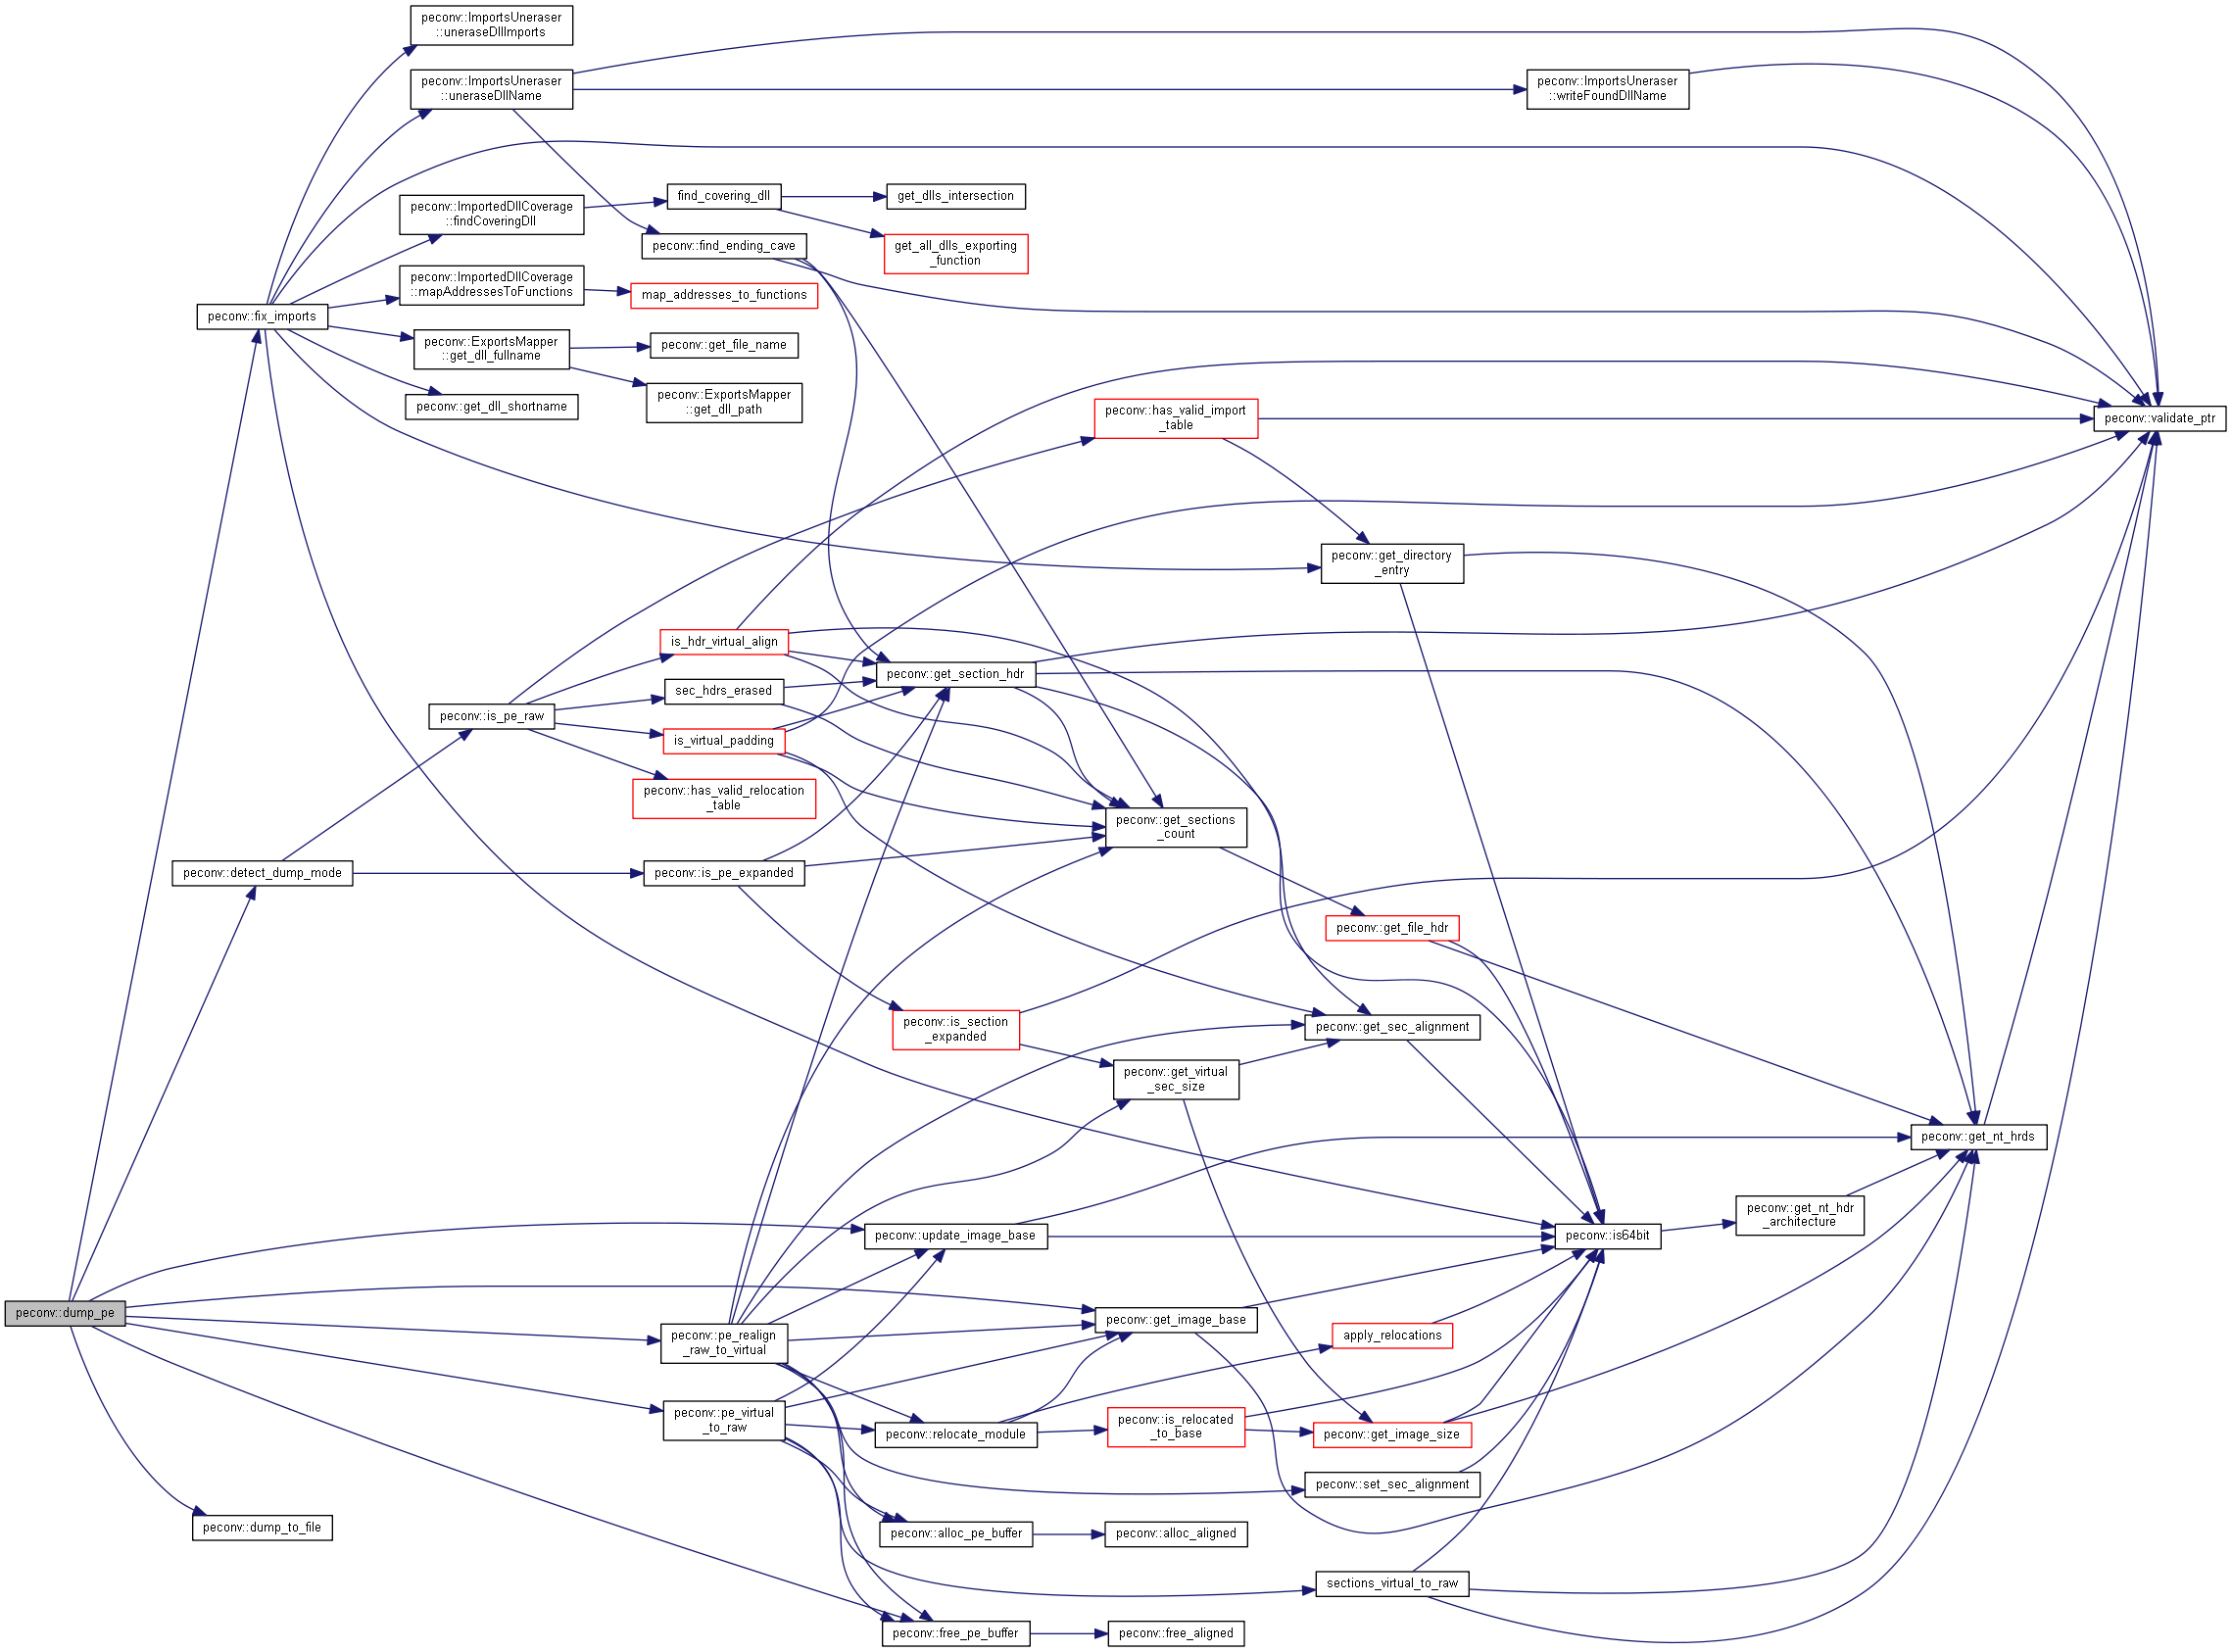 peconv::ImportsUneraser
::uneraseDllImports
peconv::ImportsUneraser
::uneraseDllName
peconv::ImportsUneraser
::writeFoundDllName
peconv::ImportedDllCoverage
::findCoveringDll
find_covering_dll
get_dlls_intersection
peconv::find_ending_cave
get_all_dlls_exporting
_function
peconv::ImportedDllCoverage
::mapAddressesToFunctions
map_addresses_to_functions
peconv::fix_imports
peconv::ExportsMapper
::get_dll_fullname
peconv::get_file_name
peconv::ExportsMapper
::get_dll_path
peconv::get_dll_shortname
peconv::has_valid_import
_table
peconv::validate_ptr
peconv::get_directory
_entry
is_hdr_virtual_align
peconv::get_section_hdr
sec_hdrs_erased
peconv::is_pe_raw
is_virtual_padding
peconv::has_valid_relocation
_table
peconv::get_sections
_count
peconv::detect_dump_mode
peconv::is_pe_expanded
peconv::get_file_hdr
peconv::is_section
_expanded
peconv::get_sec_alignment
peconv::get_virtual
_sec_size
peconv::get_nt_hrds
peconv::get_nt_hdr
_architecture
peconv::update_image_base
peconv::is64bit
peconv::dump_pe
peconv::get_image_base
peconv::pe_realign
_raw_to_virtual
apply_relocations
peconv::pe_virtual
_to_raw
peconv::relocate_module
peconv::is_relocated
_to_base
peconv::get_image_size
peconv::set_sec_alignment
peconv::dump_to_file
peconv::alloc_pe_buffer
peconv::alloc_aligned
sections_virtual_to_raw
peconv::free_pe_buffer
peconv::free_aligned